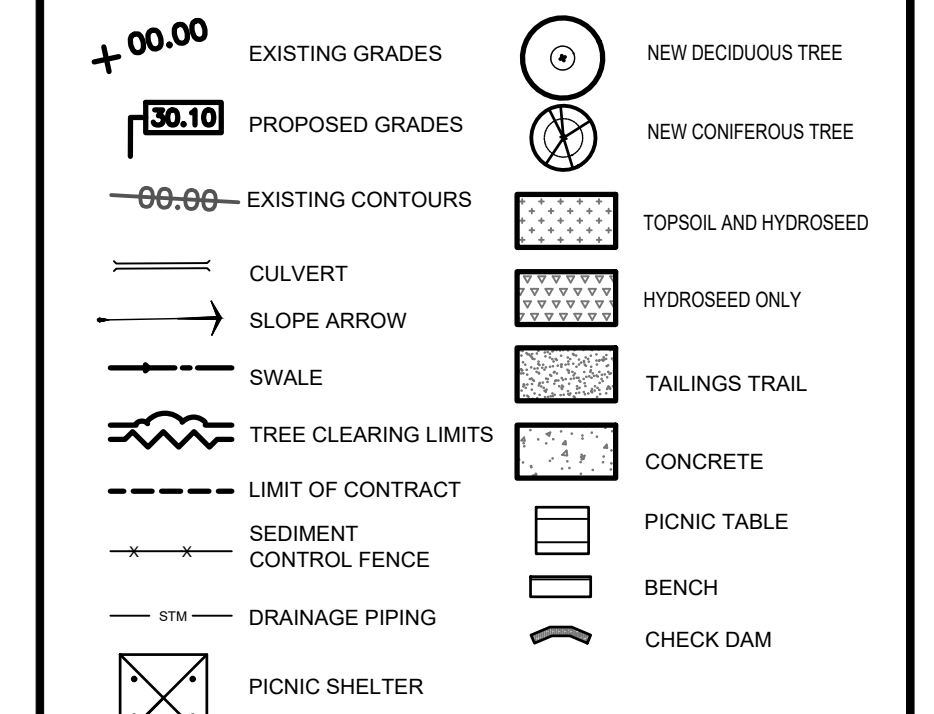 + 00.00
EXISTING GRADES
30.10
PROPOSED GRADES
00.00
EXISTING CONTOURS
CULVERT
SLOPE ARROW
SWALE
TREE CLEARING LIMITS
LIMIT OF CONTRACT
X X
SEDIMENT
CONTROL FENCE
STM
DRAINAGE PIPING
PICNIC SHELTER
NEW DECIDUOUS TREE
NEW CONIFEROUS TREE
TOPSOIL AND HYDROSEED
HYDROSEED ONLY
TAILINGS TRAIL
CONCRETE
PICNIC TABLE
BENCH
CHECK DAM